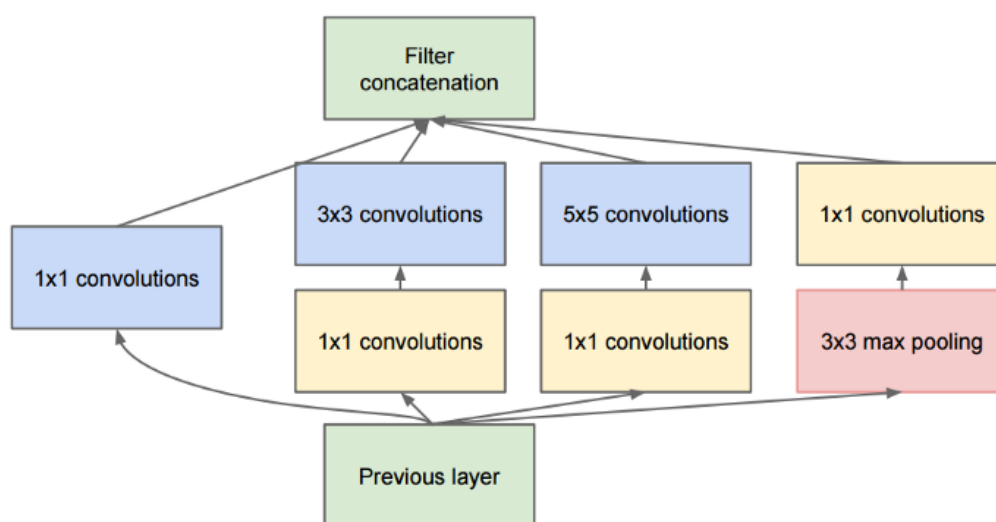 Filter
concatenation
3x3 convolutions
5x5 convolutions
1x1 convolutions
1x1 convolutions
1x1 convolutions
1x1 convolutions
3x3 max pooling
Previous layer